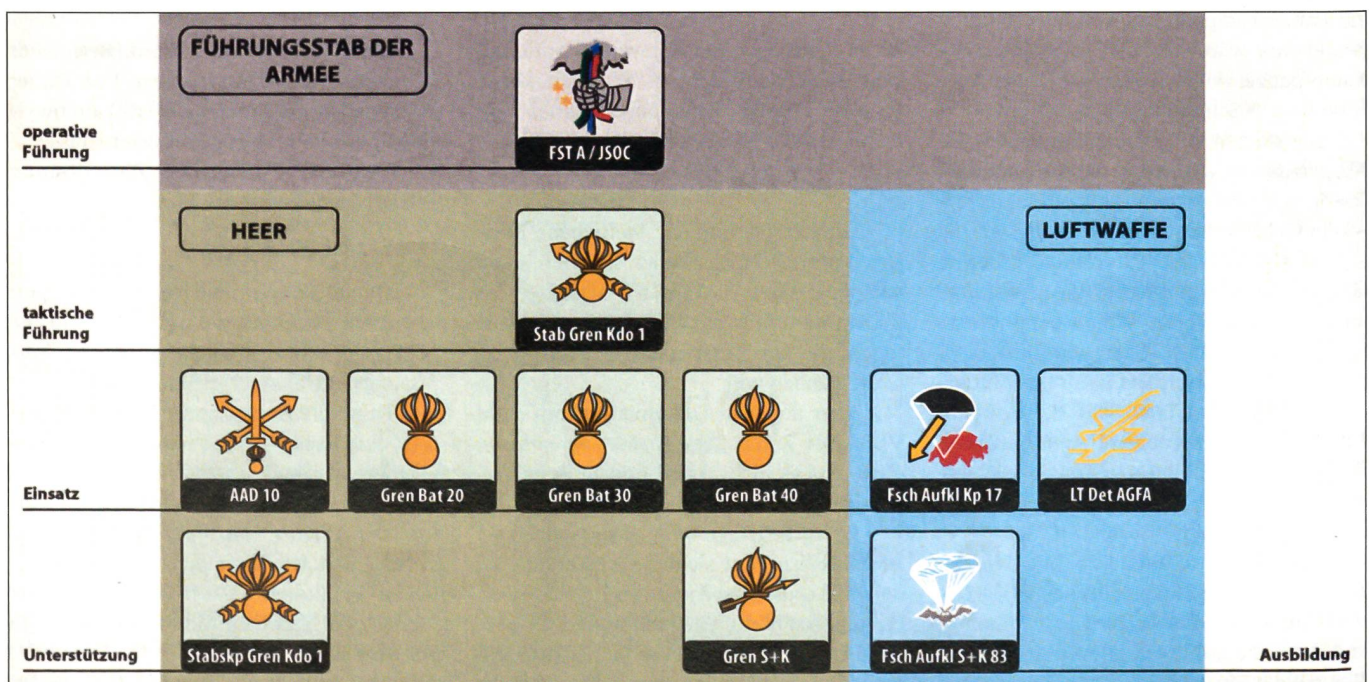 FÜHRUNGSSTAB DER
ARMEE
operative
Führung
FST A / JSOC
HEER
LUFTWAFFE
taktische
Führung
Stab Gren Kdo 1
Einsatz
AAD 10
Gren Bat 20
Gren Bat 30
Gren Bat 40
Fsch Aufkl Kp 17
LT Det AGFA
Unterstützung
Stabskp Gren Kdo 1
Gren S+K
Fsch Aufkl S+K 83
Ausbildung